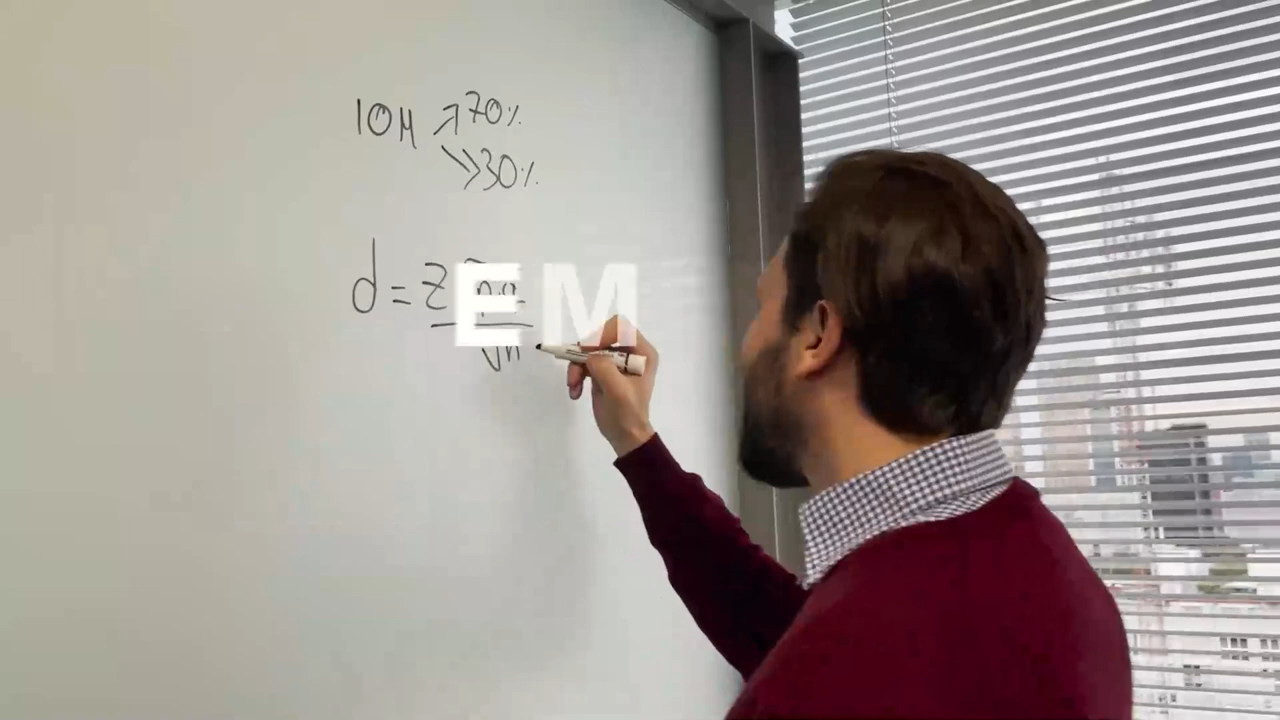 10M ↗ 70%
↘ 30%
d = z √p.q
EM
√n